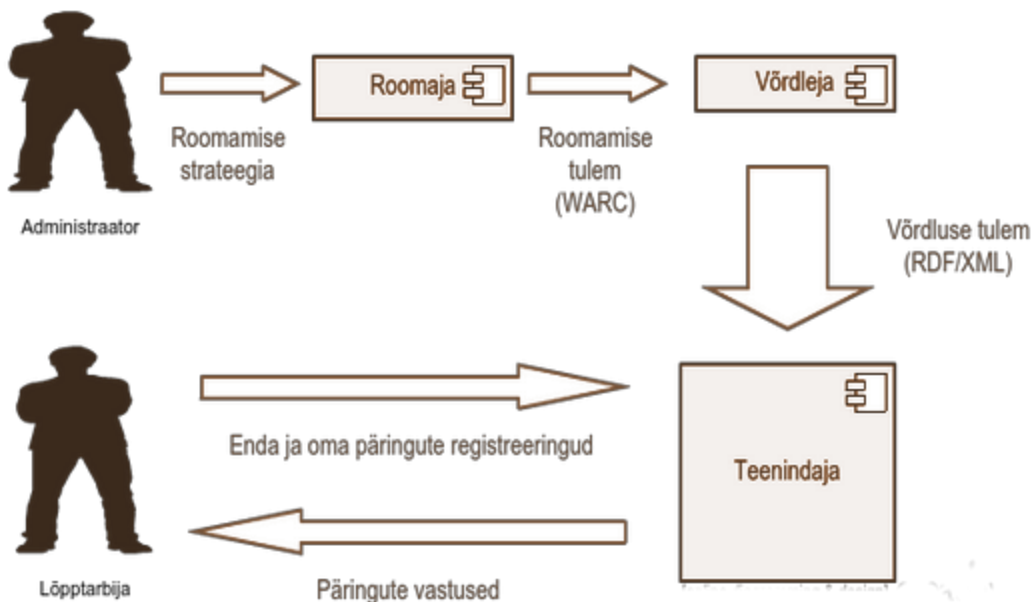 Roomaja
Võrdleja
Roomamise
strateegia
Roomamise
tulem
(WARC)
Administraator
Võrdluse tulem
(RDF/XML)
Enda ja oma päringute registreeringud
Teenindaja
Päringute vastused
Lõpptarbija